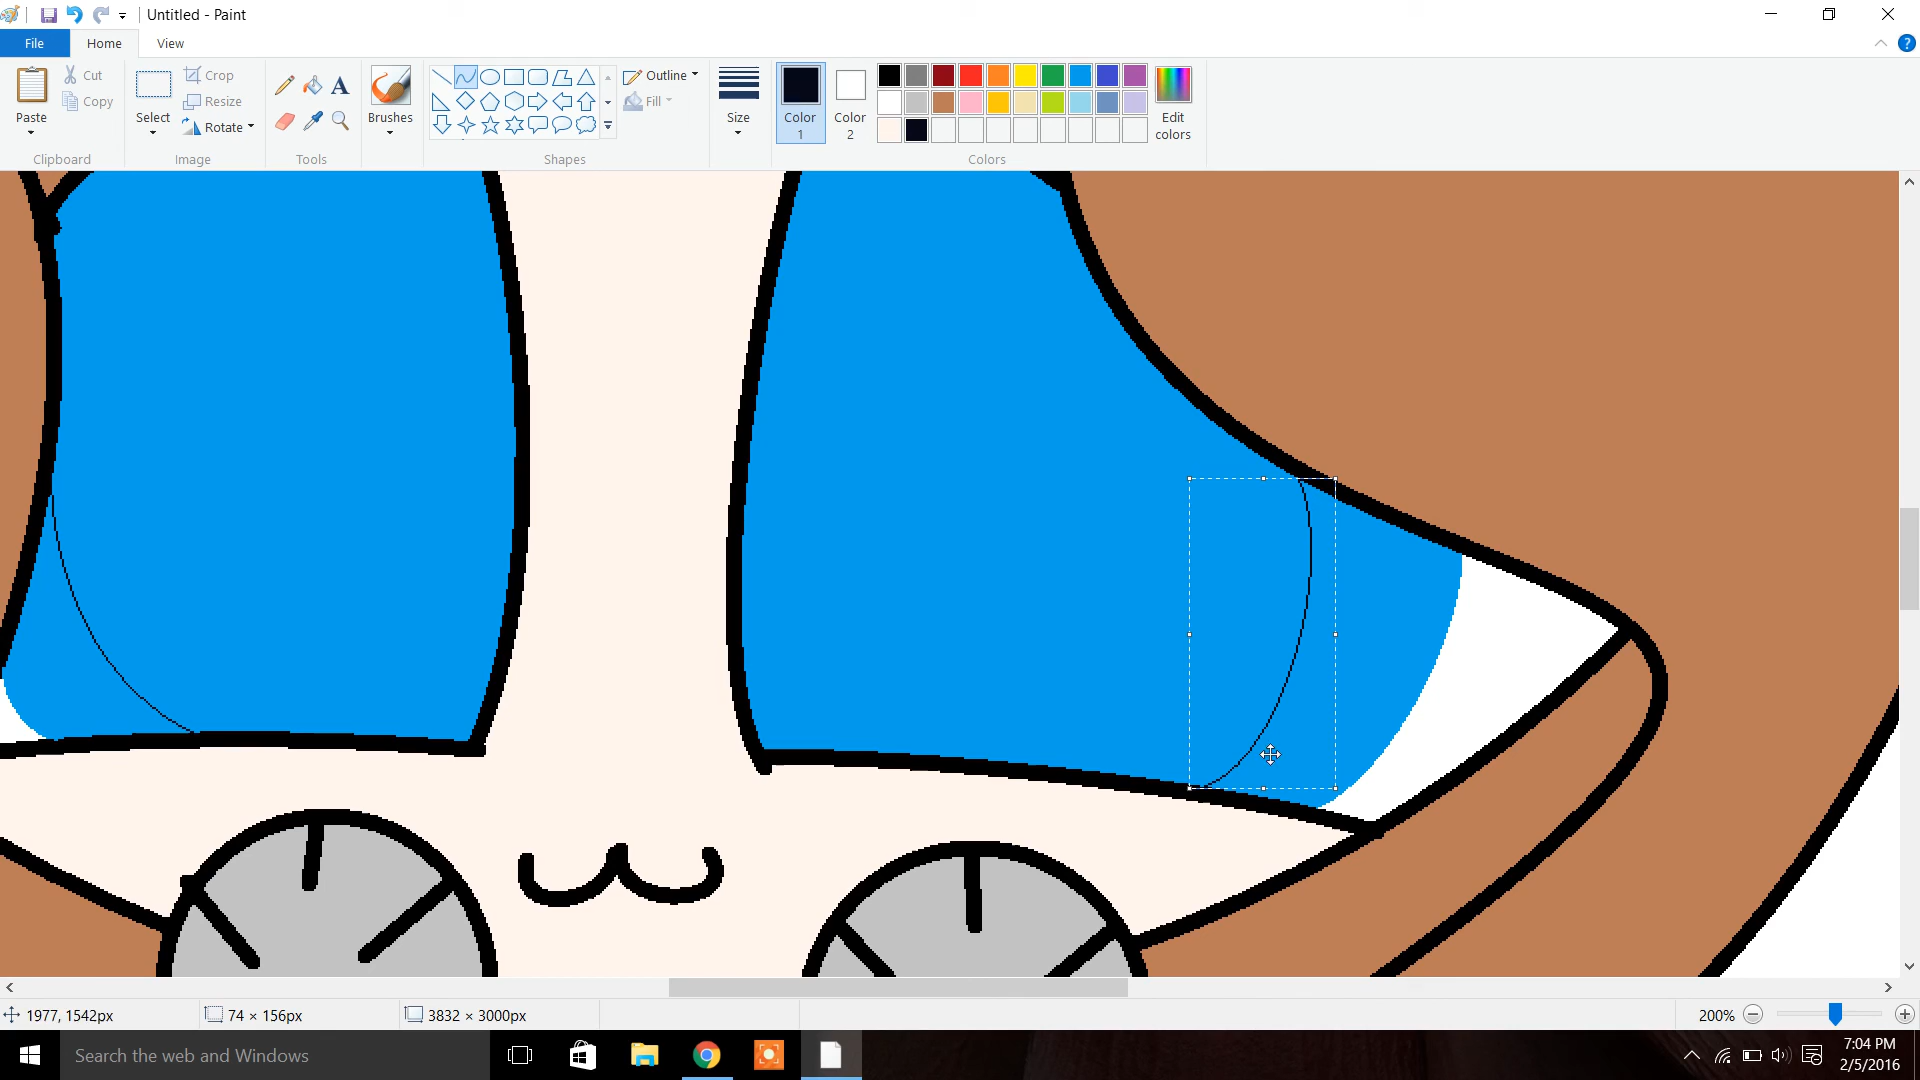 Untitled - Paint
File Home View
Paste
Cut
Copy
Clipboard
Select
Crop
Resize
Rotate
Image
A
Tools
Brushes
Shapes
Outline
Fill
Size
Color 1
Color 2
Colors
Edit colors
?
1977, 1542px
74 × 156px
3832 × 3000px
200%
Search the web and Windows
7:04 PM
2/5/2016